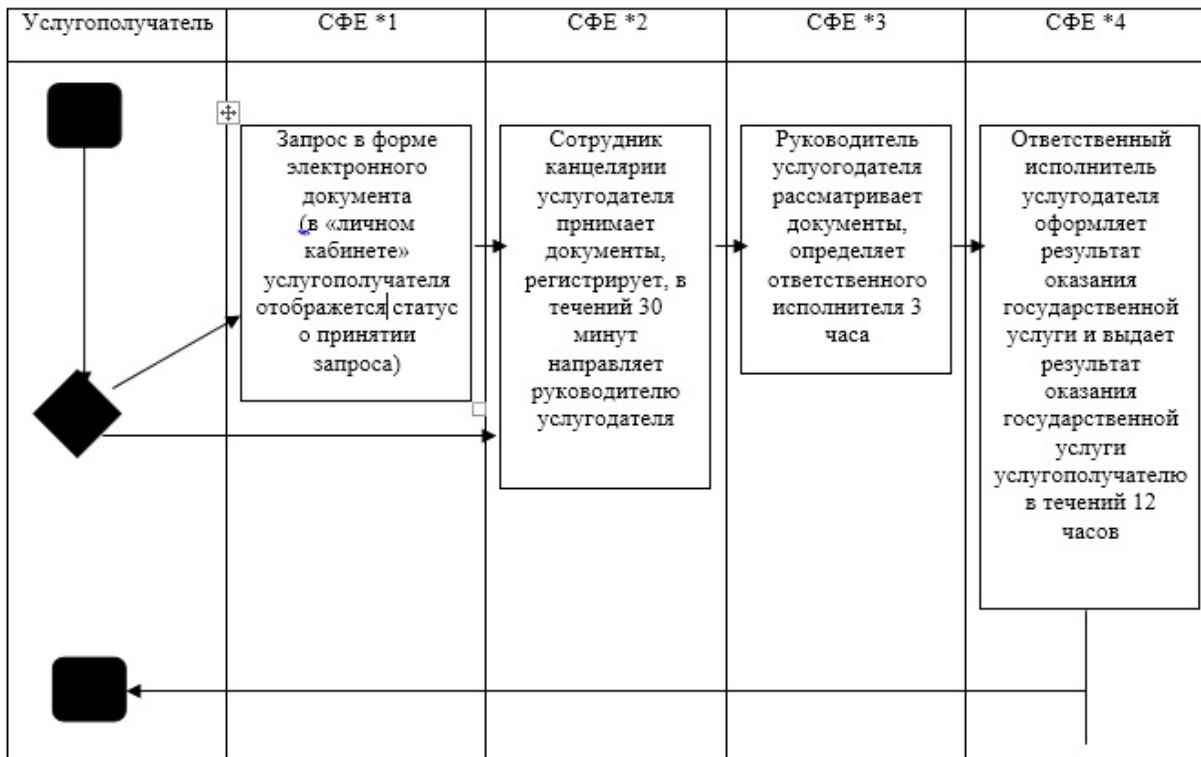 Услугополучатель
СФЕ *1
СФЕ *2
СФЕ *3
СФЕ *4
Запрос в форме
электронного
документа
(в «личном
кабинете»
услугополучателя
отображется статус
о принятии
запроса)
Сотрудник
канцелярии
услугодателя
прнимает
документы,
регистрирует, в
течений 30
минут
направляет
руководителю
услугодателя
Руководитель
услуогодателя
рассматривает
документы,
определяет
ответственного
исполнителя 3
часа
Ответственный
исполнитель
услугодателя
оформляет
результат
оказания
государственной
услуги и выдает
результат
оказания
государственной
услуги
услугополучателю
в течений 12
часов